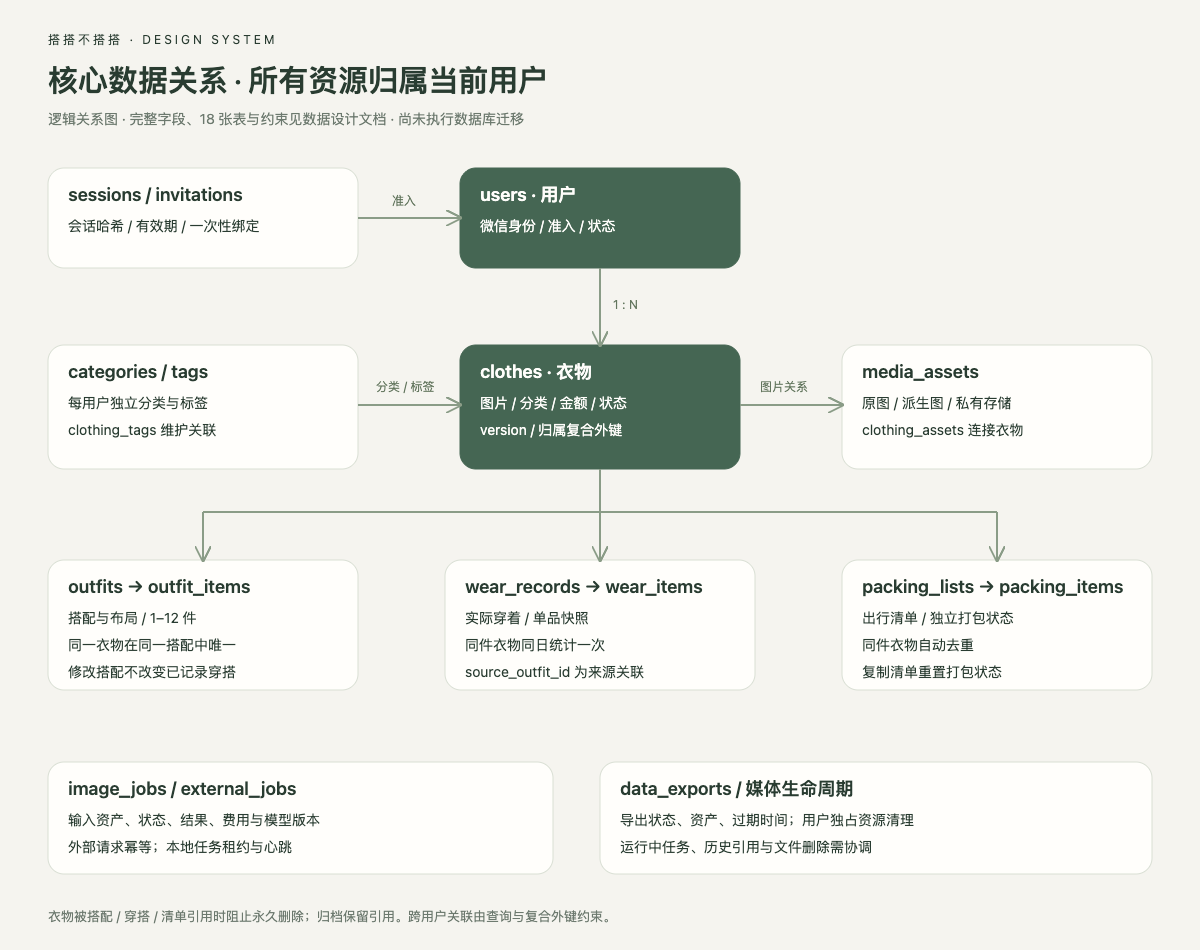 搭搭不搭搭 · DESIGN SYSTEM
核心数据关系 · 所有资源归属当前用户
逻辑关系图 · 完整字段、18 张表与约束见数据设计文档 · 尚未执行数据库迁移
sessions / invitations
会话哈希 / 有效期 / 一次性绑定
准入
users · 用户
微信身份 / 准入 / 状态
1 : N
categories / tags
每用户独立分类与标签
clothing_tags 维护关联
分类 / 标签
clothes · 衣物
图片 / 分类 / 金额 / 状态
version / 归属复合外键
图片关系
media_assets
原图 / 派生图 / 私有存储
clothing_assets 连接衣物
outfits → outfit_items
搭配与布局 / 1–12 件
同一衣物在同一搭配中唯一
修改搭配不改变已记录穿搭
wear_records → wear_items
实际穿着 / 单品快照
同件衣物同日统计一次
source_outfit_id 为来源关联
packing_lists → packing_items
出行清单 / 独立打包状态
同件衣物自动去重
复制清单重置打包状态
image_jobs / external_jobs
输入资产、状态、结果、费用与模型版本
外部请求幂等；本地任务租约与心跳
data_exports / 媒体生命周期
导出状态、资产、过期时间；用户独占资源清理
运行中任务、历史引用与文件删除需协调
衣物被搭配 / 穿搭 / 清单引用时阻止永久删除；归档保留引用。跨用户关联由查询与复合外键约束。